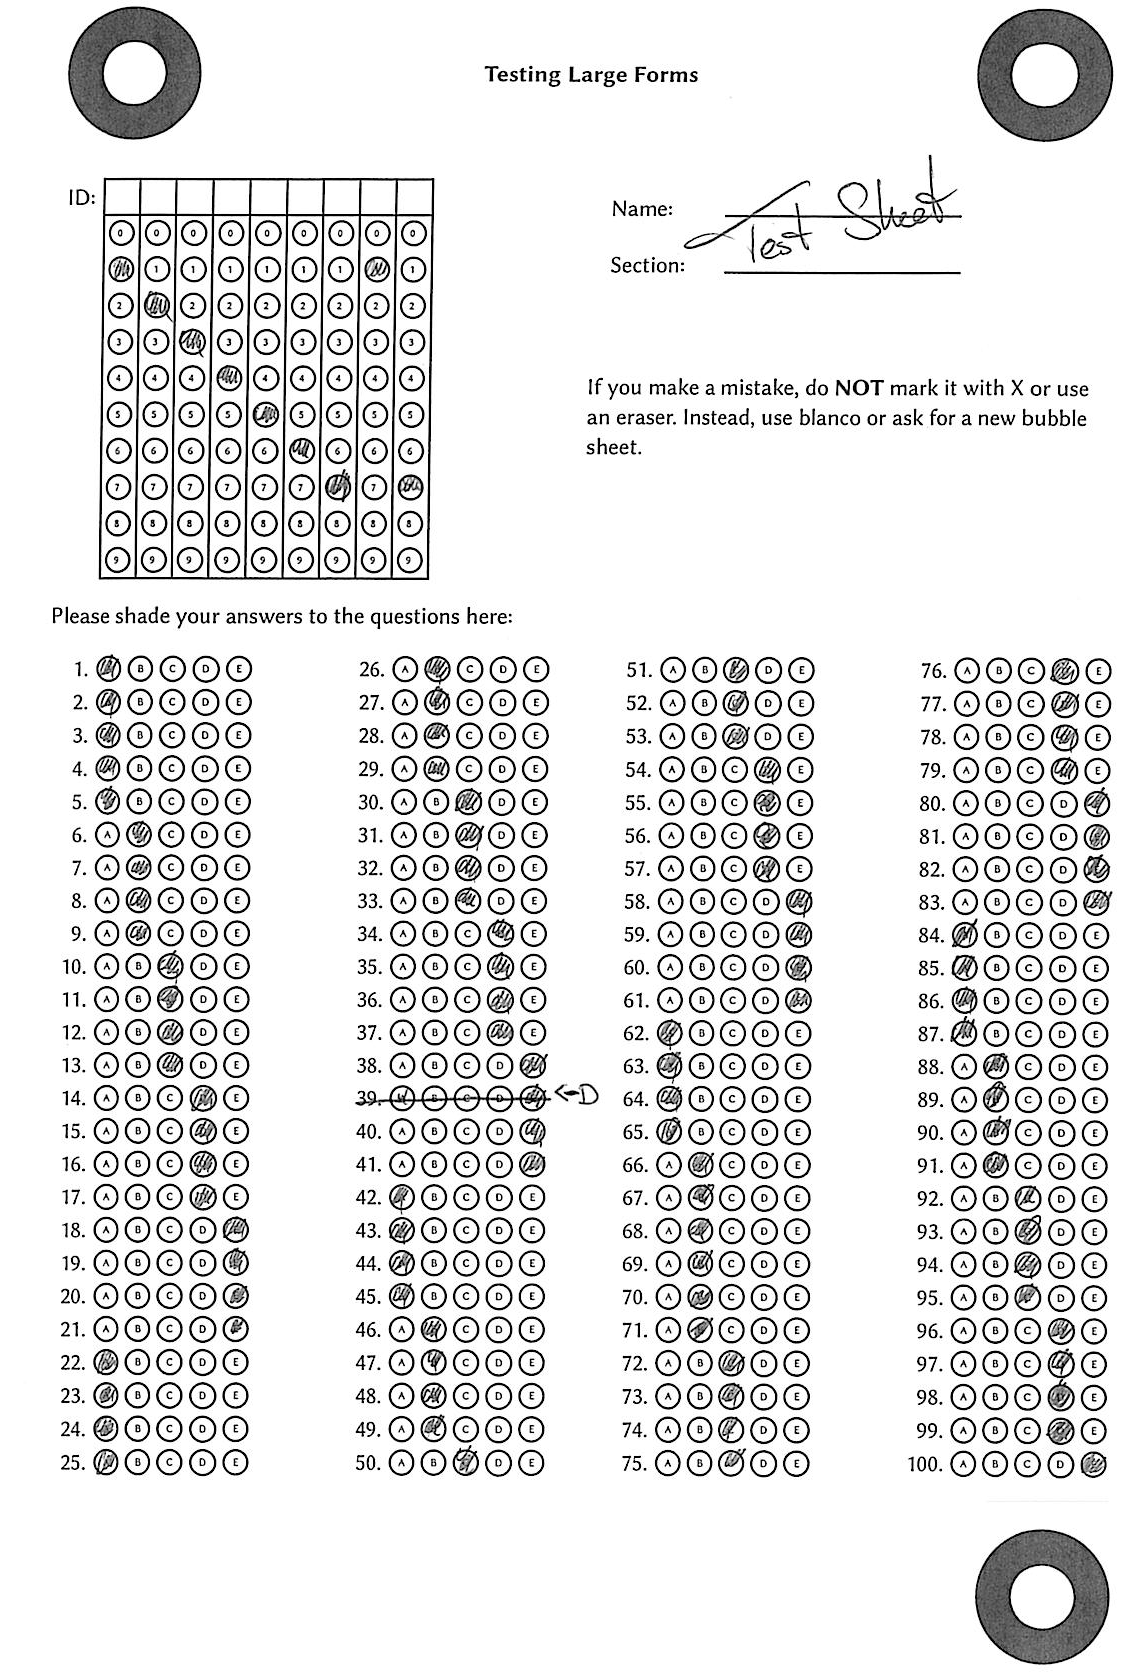 Testing Large Forms
ID:
Name: Test Sheet
Section:
0 0 0 0 0 0 0 0 0
1 1 1 1 1 1 1
2 2 2 2 2 2 2 2
3 3 3 3 3 3 3 3
4 4 4 4 4 4 4 4
5 5 5 5 5 5 5 5
6 6 6 6 6 6 6 6
7 7 7 7 7 7 7
8 8 8 8 8 8 8 8 8
9 9 9 9 9 9 9 9 9
If you make a mistake, do NOT mark it with X or use
an eraser. Instead, use blanco or ask for a new bubble
sheet.
Please shade your answers to the questions here:
1. B C D E
2. B C D E
3. B C D E
4. B C D E
5. B C D E
6. A C D E
7. A C D E
8. A C D E
9. A C D E
10. A B D E
11. A B D E
12. A B D E
13. A B D E
14. A B C E
15. A B C E
16. A B C E
17. A B C E
18. A B C D
19. A B C D
20. A B C D
21. A B C D
22. B C D E
23. B C D E
24. B C D E
25. B C D E
26. A C D E
27. A C D E
28. A C D E
29. A C D E
30. A B D E
31. A B D E
32. A B D E
33. A B D E
34. A B C E
35. A B C E
36. A B C E
37. A B C E
38. A B C D
39. B C D ←D
40. A B C D
41. A B C D
42. B C D E
43. B C D E
44. B C D E
45. B C D E
46. A C D E
47. A C D E
48. A C D E
49. A C D E
50. A B D E
51. A B D E
52. A B D E
53. A B D E
54. A B C E
55. A B C E
56. A B C E
57. A B C E
58. A B C D
59. A B C D
60. A B C D
61. A B C D
62. B C D E
63. B C D E
64. B C D E
65. B C D E
66. A C D E
67. A C D E
68. A C D E
69. A C D E
70. A C D E
71. A C D E
72. A B D E
73. A B D E
74. A B D E
75. A B D E
76. A B C E
77. A B C E
78. A B C E
79. A B C E
80. A B C D
81. A B C D
82. A B C D
83. A B C D
84. B C D E
85. B C D E
86. B C D E
87. B C D E
88. A C D E
89. A C D E
90. A C D E
91. A C D E
92. A B D E
93. A B D E
94. A B D E
95. A B D E
96. A B C E
97. A B C E
98. A B C E
99. A B C E
100. A B C D